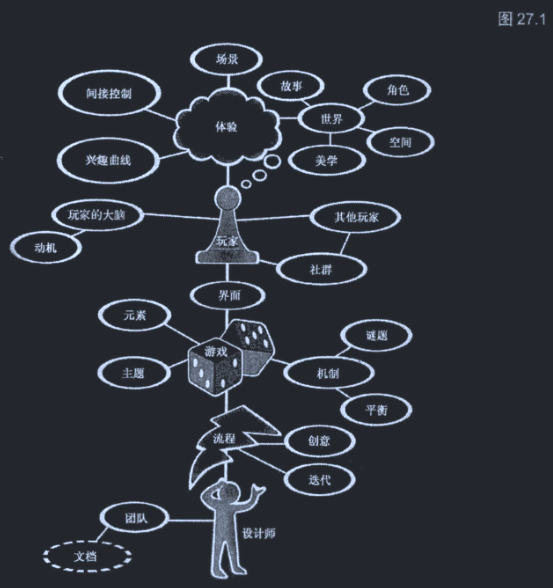 图 27.1
场景
故事
角色
间接控制
体验
世界
空间
兴趣曲线
美学
玩家的大脑
其他玩家
动机
玩家
社群
界面
元素
谜题
游戏
主题
机制
平衡
流程
创意
迭代
团队
设计师
文档